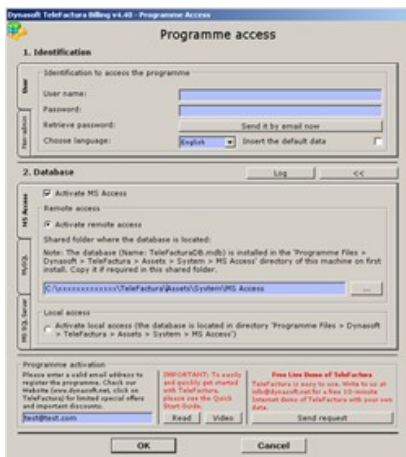 Dynasoft TeleFactura Billing v4.40 - Programme Access
Programme access
1. Identification
User
Non-admin
Identification to access the programme
User name:
Password:
Retrieve password:
Send it by email now
Choose language:
English
Insert the default data
2. Database
Log
<<
MS Access
MySQL
MS SQL Server
Activate MS Access
Remote access
Activate remote access
Shared folder where the database is located:
Note: The database (Name: TeleFacturaDB.mdb) is installed in the 'Programme Files >
Dynasoft > TeleFactura > Assets > System > MS Access' directory of this machine on first
install. Copy it if required in this shared folder.
C:\xxxxxxxxxxxxx\TeleFactura\Assets\System\MS Access
...
Local access
Activate local access (the database is located in directory 'Programme Files > Dynasoft
> TeleFactura > Assets > System > MS Access')
Programme activation
Please enter a valid email address to
register the programme. Check our
Website (www.dynasoft.net, click on
TeleFactura) for limited special offers
and important discounts.
test@test.com
IMPORTANT: To easily
and quickly get started
with TeleFactura,
please see the Quick
Start Guide.
Read
Video
Free Live Demo of TeleFactura
TeleFactura is easy to use. Write to us at
info@dynasoft.net for a free 10-minute
Internet demo of TeleFactura with your own
data.
Send request
OK
Cancel